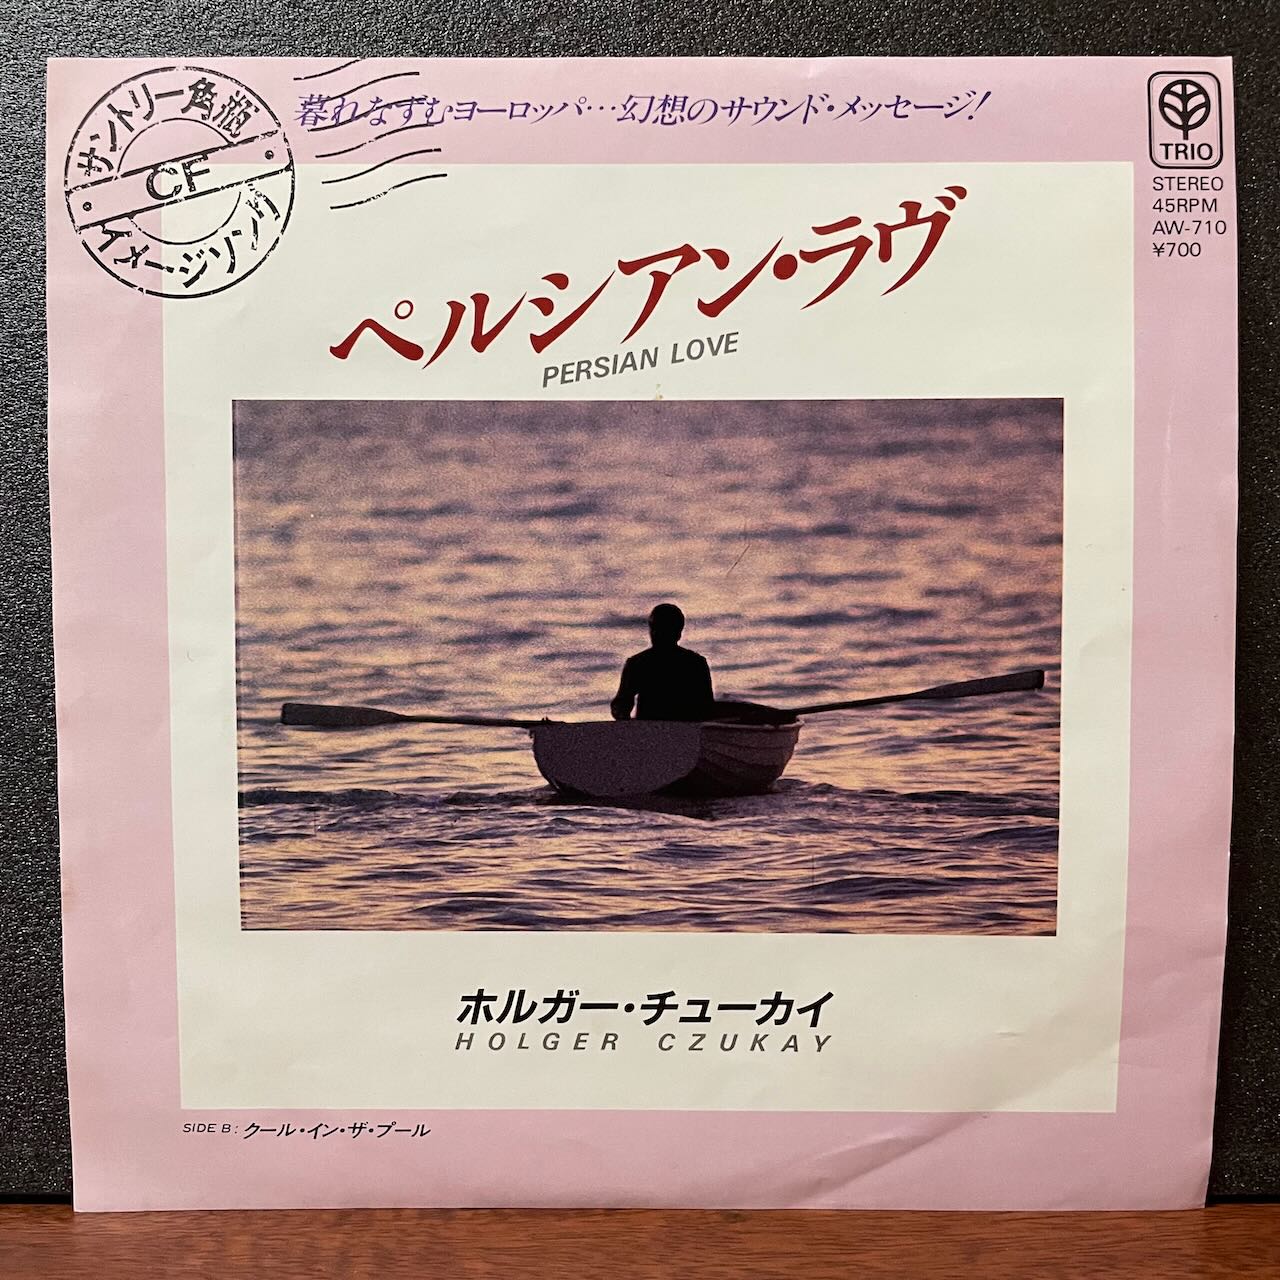 サントリー角瓶
CF
イメージソング
暮れなずむヨーロッパ…幻想のサウンド・メッセージ!
TRIO
STEREO
45RPM
AW-710
¥700
ペルシアン・ラヴ
PERSIAN LOVE
ホルガー・チューカイ
HOLGER CZUKAY
SIDE B: クール・イン・ザ・プール